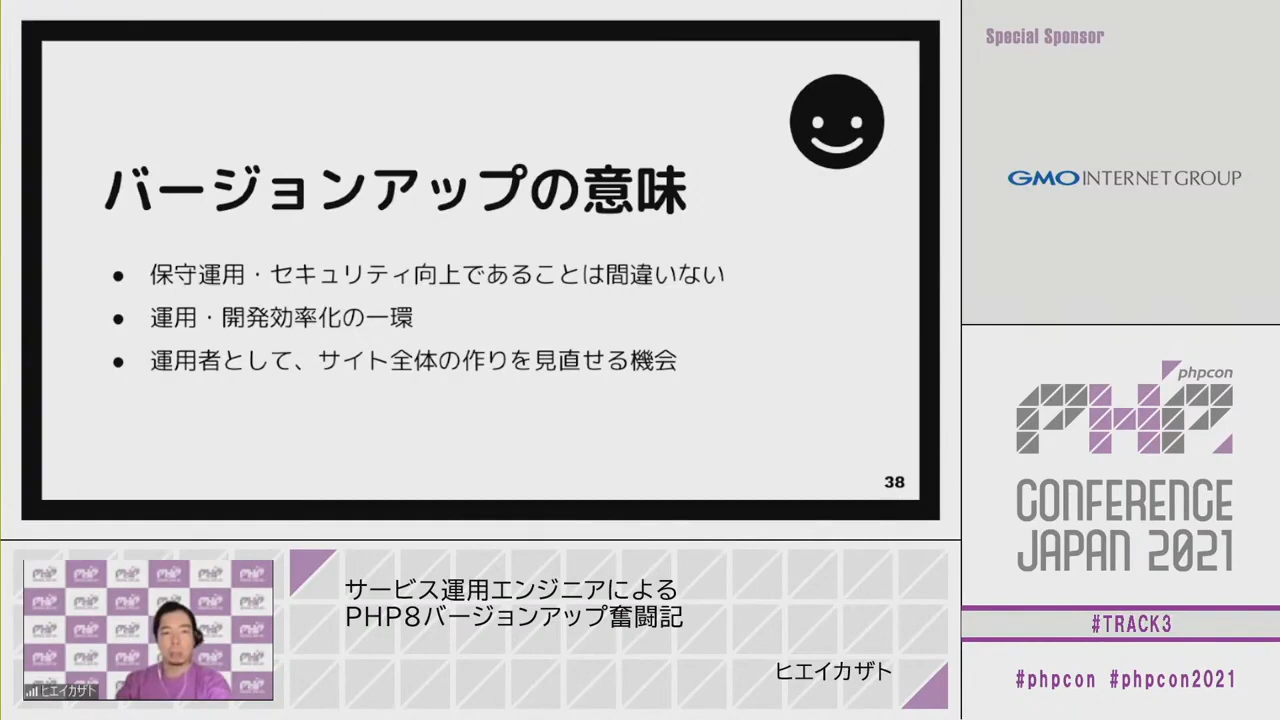 バージョンアップの意味
● 保守運用・セキュリティ向上であることは間違いない
● 運用・開発効率化の一環
● 運用者として、サイト全体の作りを見直せる機会
38
Special Sponsor
GMO INTERNET GROUP
phpcon
PHP
CONFERENCE
JAPAN 2021
#TRACK3
#phpcon #phpcon2021
サービス運用エンジニアによる
PHP8バージョンアップ奮闘記
ヒエイカザト
ヒエイカザト